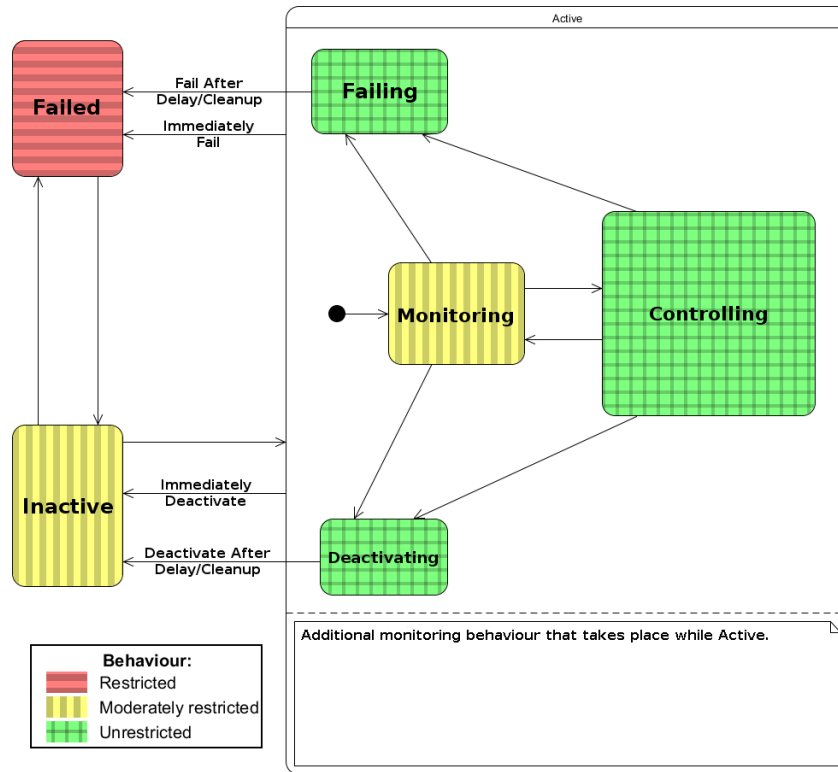 Active
Fail After
Delay/Cleanup
Failing
Failed
Immediately
Fail
Monitoring
Controlling
Inactive
Immediately
Deactivate
Deactivate After
Delay/Cleanup
Deactivating
Additional monitoring behaviour that takes place while Active.
Behaviour:
Restricted
Moderately restricted
Unrestricted